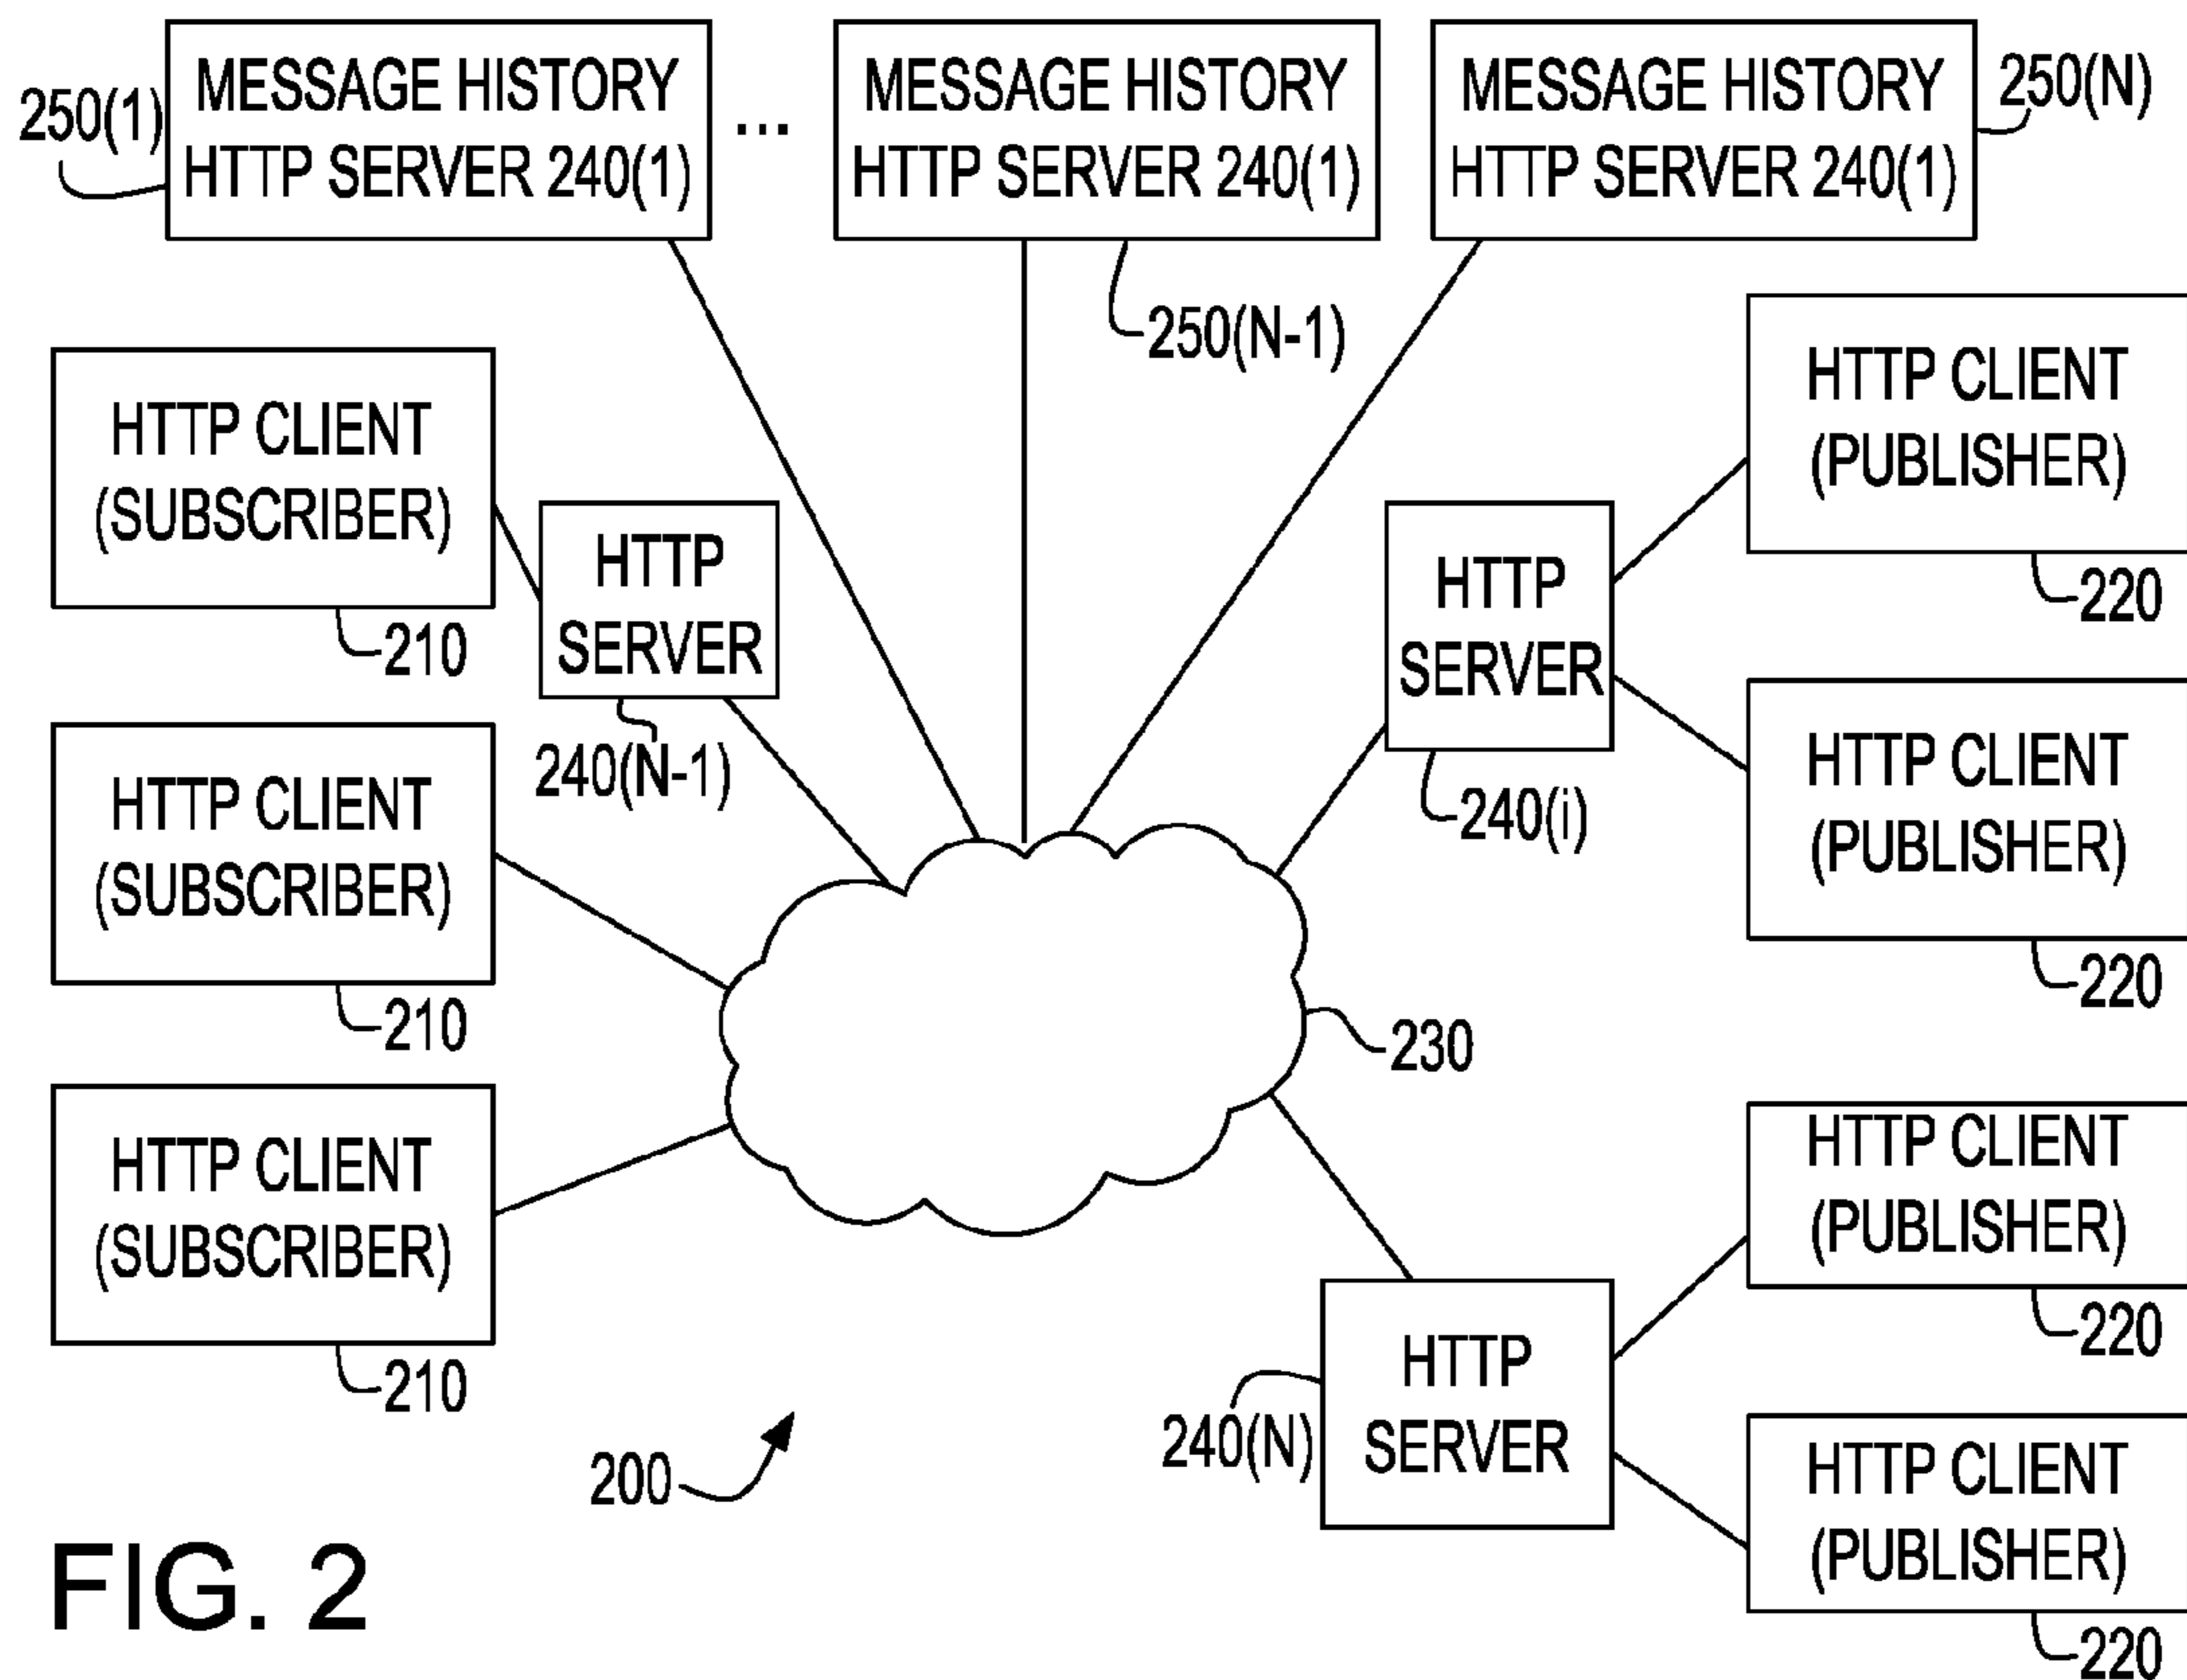 250(1)
MESSAGE HISTORY
HTTP SERVER 240(1)
...
MESSAGE HISTORY
HTTP SERVER 240(1)
250(N-1)
MESSAGE HISTORY
HTTP SERVER 240(1)
250(N)
HTTP CLIENT
(SUBSCRIBER)
210
HTTP
SERVER
240(N-1)
HTTP
SERVER
240(i)
HTTP CLIENT
(PUBLISHER)
220
HTTP CLIENT
(SUBSCRIBER)
210
HTTP CLIENT
(PUBLISHER)
220
230
HTTP CLIENT
(SUBSCRIBER)
210
HTTP CLIENT
(PUBLISHER)
220
HTTP
SERVER
240(N)
HTTP CLIENT
(PUBLISHER)
220
200
FIG. 2